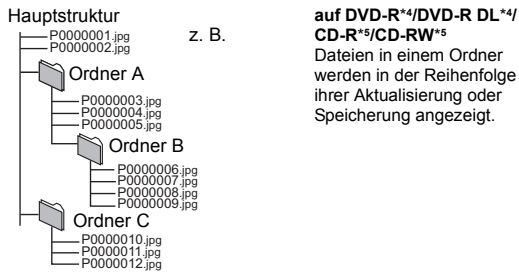 Hauptstruktur
P0000001.jpg
P0000002.jpg
z. B.
Ordner A
P0000003.jpg
P0000004.jpg
P0000005.jpg
Ordner B
P0000006.jpg
P0000007.jpg
P0000008.jpg
P0000009.jpg
Ordner C
P0000010.jpg
P0000011.jpg
P0000012.jpg
auf DVD-R*4/DVD-R DL*4/
CD-R*5/CD-RW*5
Dateien in einem Ordner
werden in der Reihenfolge
ihrer Aktualisierung oder
Speicherung angezeigt.